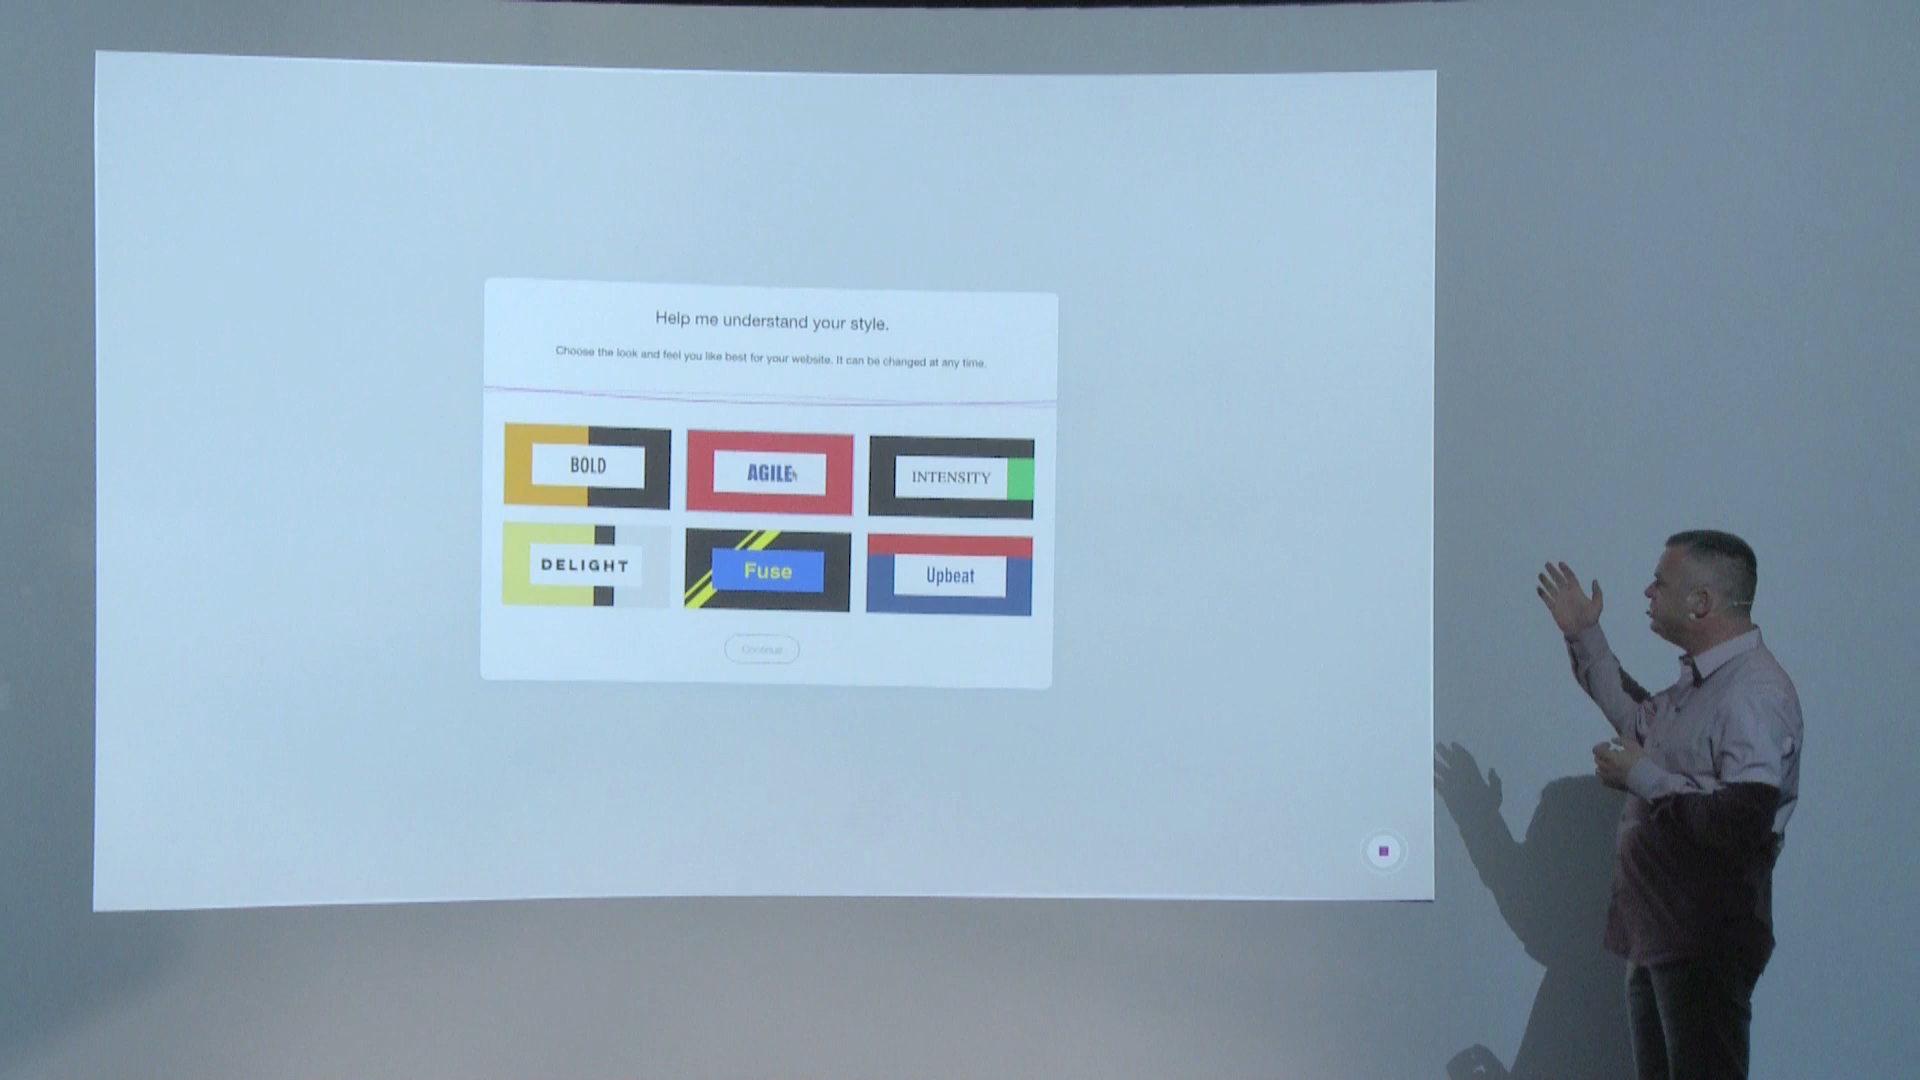 Help me understand your style.
Choose the look and feel you like best for your website. It can be changed at any time.
BOLD
AGILE
INTENSITY
DELIGHT
Fuse
Upbeat
Continue